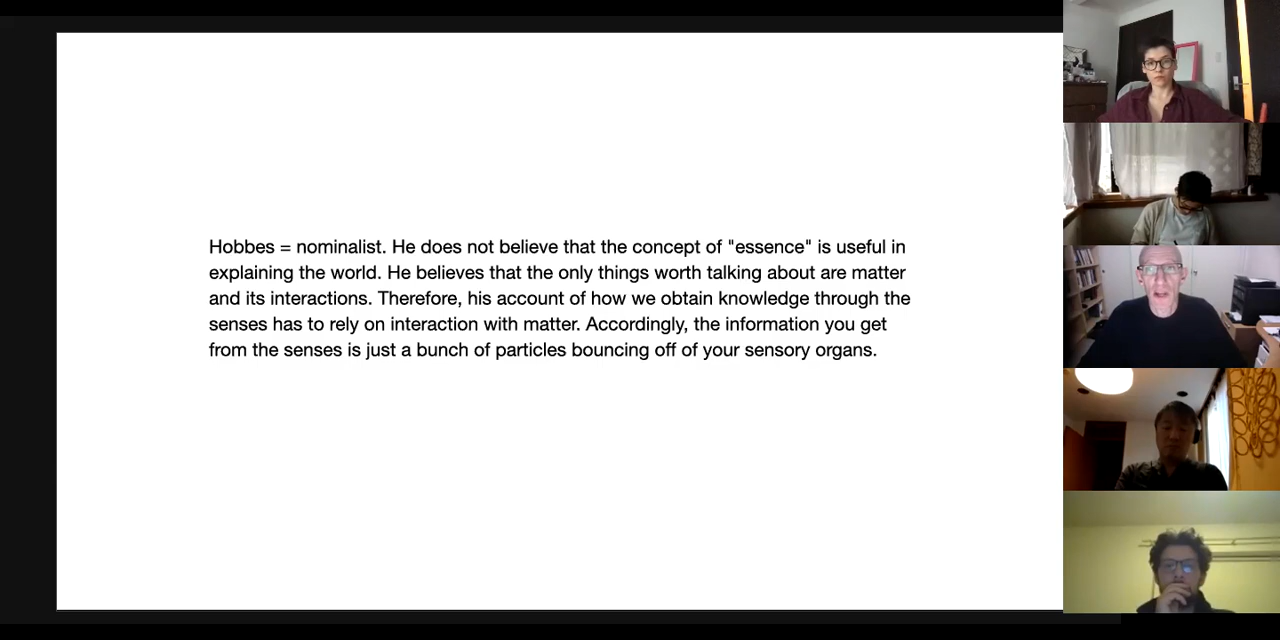 Hobbes = nominalist. He does not believe that the concept of "essence" is useful in
explaining the world. He believes that the only things worth talking about are matter
and its interactions. Therefore, his account of how we obtain knowledge through the
senses has to rely on interaction with matter. Accordingly, the information you get
from the senses is just a bunch of particles bouncing off of your sensory organs.